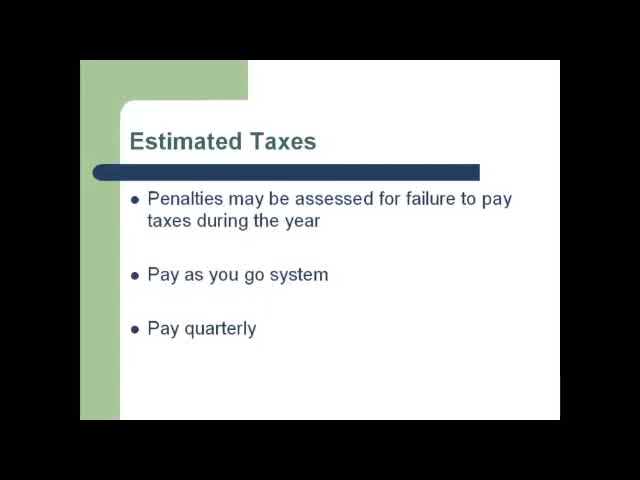 Estimated Taxes
Penalties may be assessed for failure to pay
taxes during the year
Pay as you go system
Pay quarterly